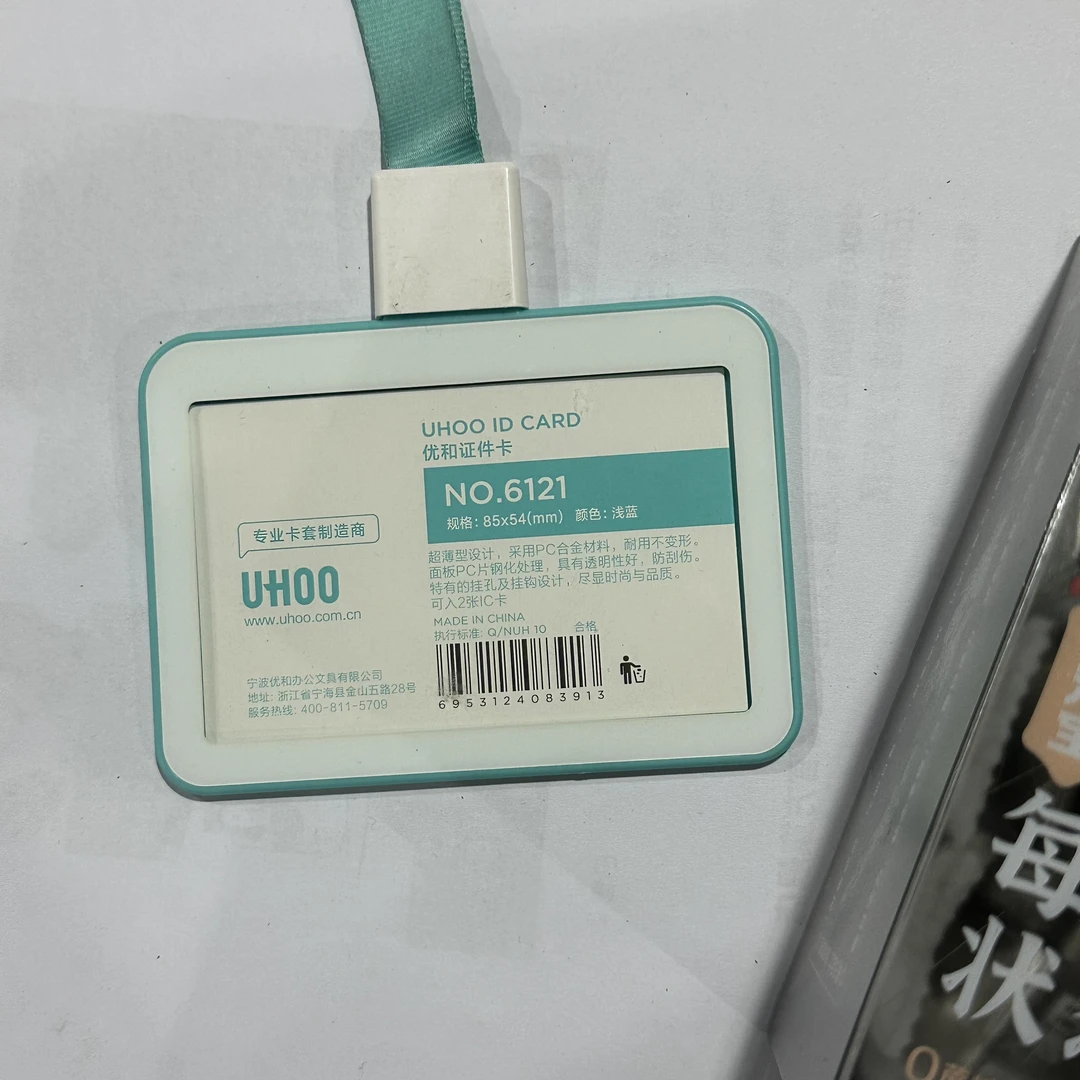 UHOO ID CARD
优和证件卡
NO.6121
规格: 85x54(mm) 颜色: 浅蓝
专业卡套制造商
UHOO
www.uhoo.com.cn
超薄型设计，采用PC合金材料，耐用不变形。
面板PC片钢化处理，具有透明性好，防刮伤。
特有的挂孔及挂钩设计，尽显时尚与品质。
可入2张IC卡
MADE IN CHINA
执行标准: Q/NUH 10 合格
6953124083913
宁波优和办公文具有限公司
地址: 浙江省宁海县金山五路28号
服务热线: 400-811-5709
每
状
0